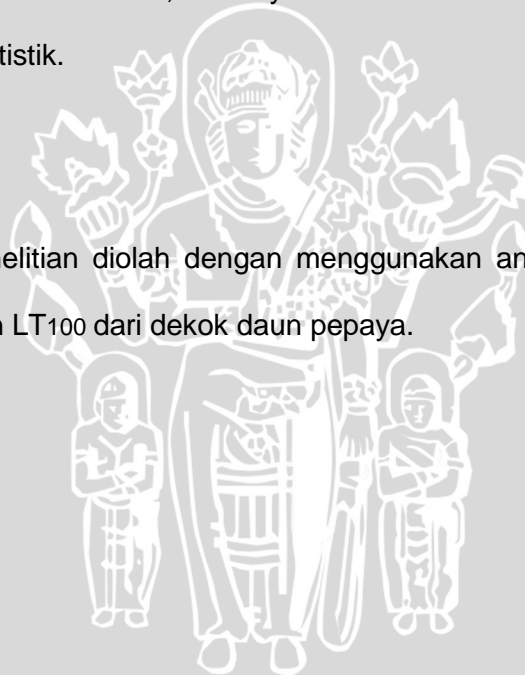 tistik.
elitian diolah dengan menggunakan an
LT100 dari dekok daun pepaya.